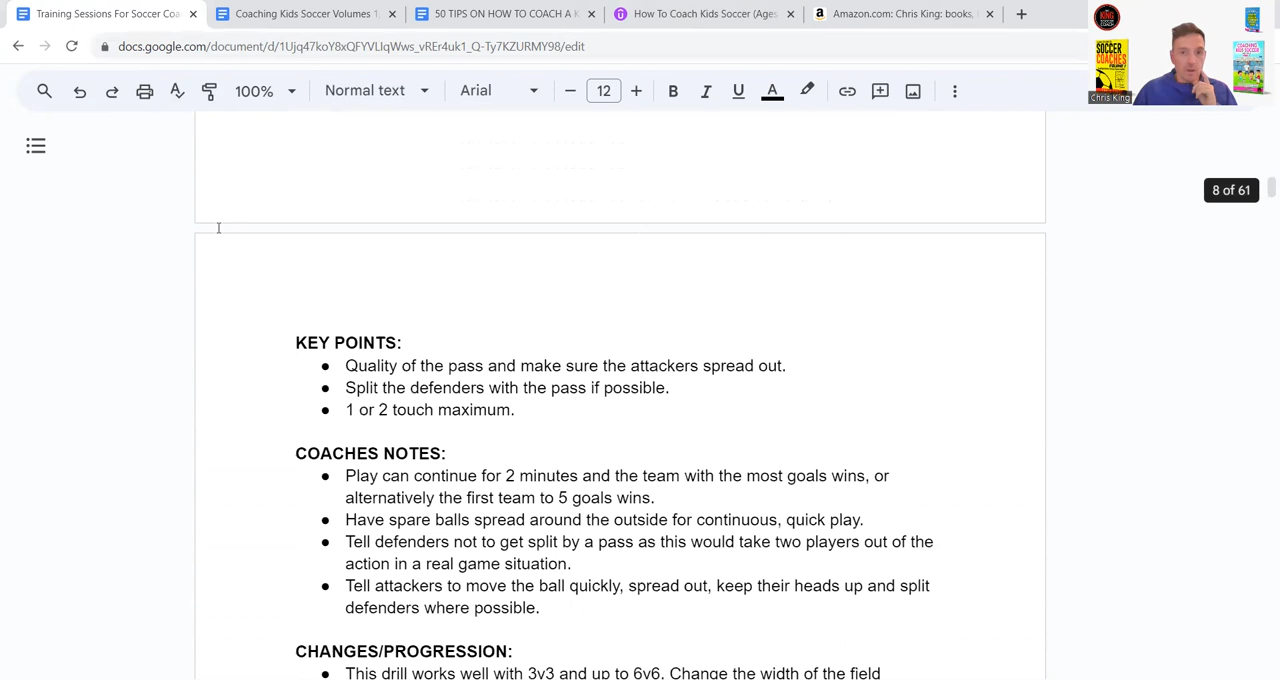 Training Sessions For Soccer Coa
Coaching Kids Soccer Volumes 1
50 TIPS ON HOW TO COACH A K
How To Coach Kids Soccer (Ages
Amazon.com: Chris King: books,
docs.google.com/document/d/1Ujq47koY8xQFYVLlqWws_vREr4uk1_Q-Ty7KZURMY98/edit
100%
Normal text
Arial
12
B I U A
KING
SOCCER
COACHES
COACHING
KIDS SOCCER
Chris King
8 of 61
KEY POINTS:
● Quality of the pass and make sure the attackers spread out.
● Split the defenders with the pass if possible.
● 1 or 2 touch maximum.
COACHES NOTES:
● Play can continue for 2 minutes and the team with the most goals wins, or
alternatively the first team to 5 goals wins.
● Have spare balls spread around the outside for continuous, quick play.
● Tell defenders not to get split by a pass as this would take two players out of the
action in a real game situation.
● Tell attackers to move the ball quickly, spread out, keep their heads up and split
defenders where possible.
CHANGES/PROGRESSION:
● This drill works well with 3v3 and up to 6v6. Change the width of the field